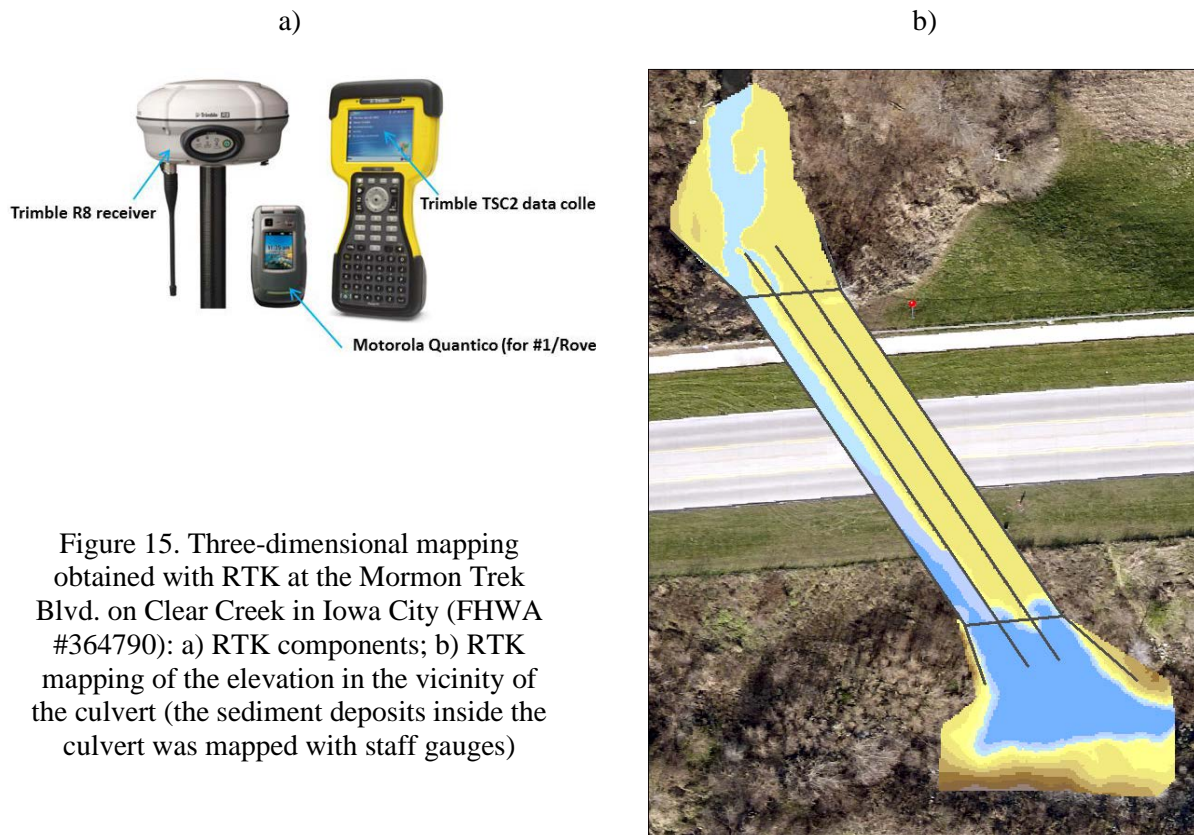 a)
b)
Trimble R8 receiver
Trimble TSC2 data colle
Motorola Quantico (for #1/Rove
Figure 15. Three-dimensional mapping
obtained with RTK at the Mormon Trek
Blvd. on Clear Creek in Iowa City (FHWA
#364790): a) RTK components; b) RTK
mapping of the elevation in the vicinity of
the culvert (the sediment deposits inside the
culvert was mapped with staff gauges)